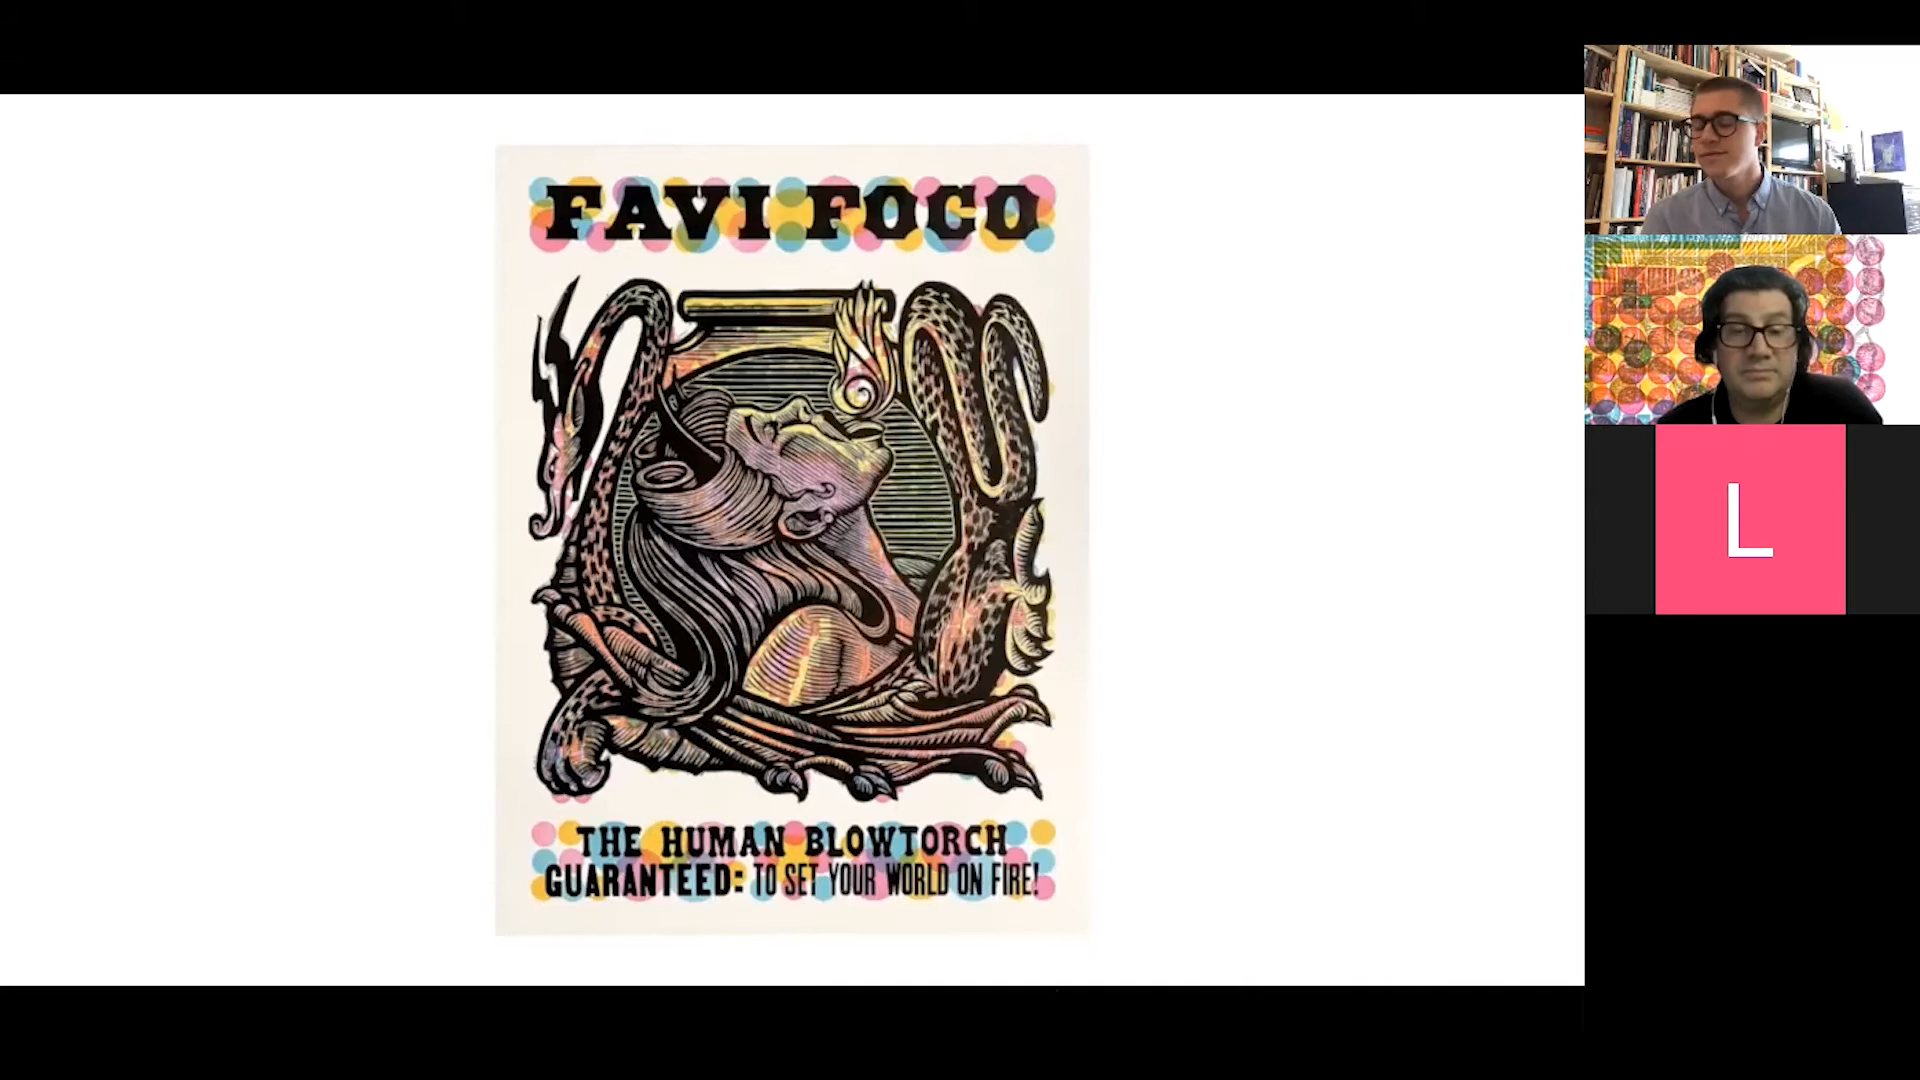 FAVI FOCO
THE HUMAN BLOWTORCH
GUARANTEED: TO SET YOUR WORLD ON FIRE!
L